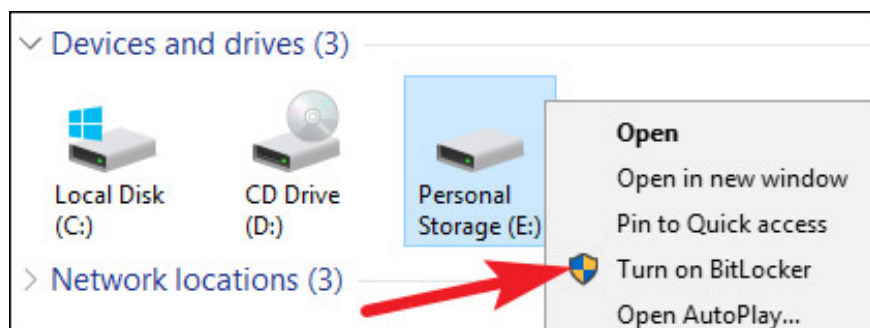 Devices and drives (3)
Local Disk
(C:)
CD Drive
(D:)
Personal
Storage (E:)
Open
Open in new window
Pin to Quick access
Turn on BitLocker
Open AutoPlay...
Network locations (3)